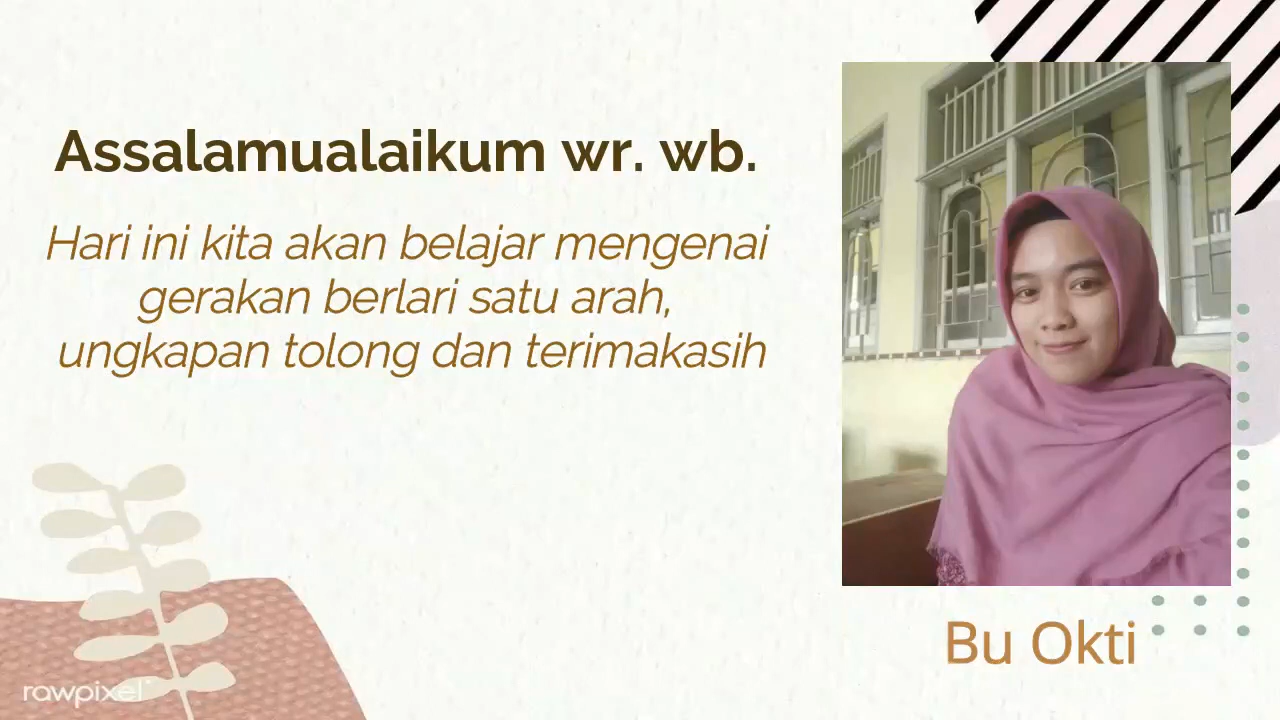 Assalamualaikum wr. wb.
Hari ini kita akan belajar mengenai
gerakan berlari satu arah,
ungkapan tolong dan terimakasih
Bu Okti
rawpixel